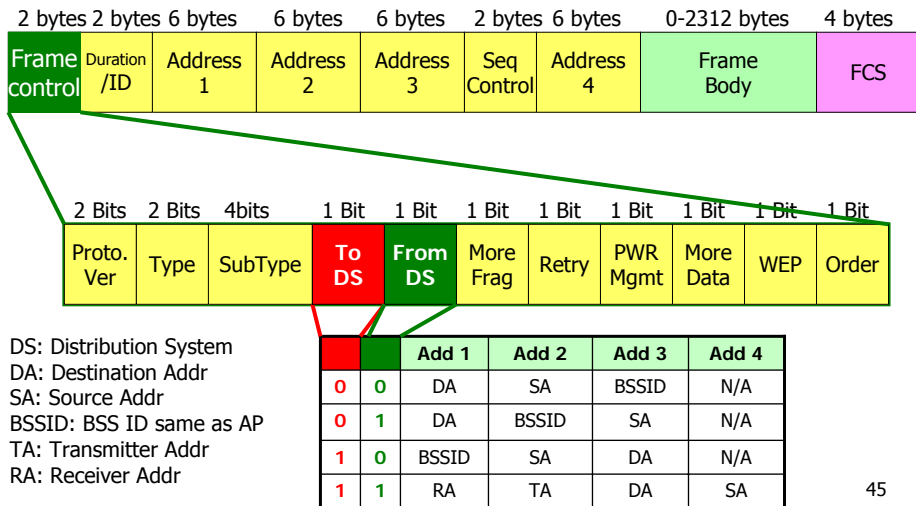 2 bytes 2 bytes 6 bytes 6 bytes 6 bytes 2 bytes 6 bytes 0-2312 bytes 4 bytes
Frame control Duration /ID Address 1 Address 2 Address 3 Seq Control Address 4 Frame Body FCS
2 Bits 2 Bits 4bits 1 Bit 1 Bit 1 Bit 1 Bit 1 Bit 1 Bit 1 Bit 1 Bit
Proto. Ver Type SubType To DS From DS More Frag Retry PWR Mgmt More Data WEP Order
DS: Distribution System
DA: Destination Addr
SA: Source Addr
BSSID: BSS ID same as AP
TA: Transmitter Addr
RA: Receiver Addr
Add 1 Add 2 Add 3 Add 4
0 0 DA SA BSSID N/A
0 1 DA BSSID SA N/A
1 0 BSSID SA DA N/A
1 1 RA TA DA SA
45